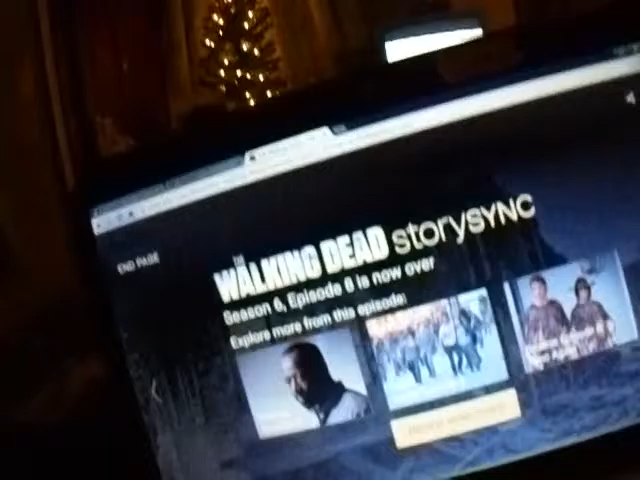 END PAGE
THE
WALKING DEAD storySYNC
Season 6, Episode 8 is now over
Explore more from this episode: